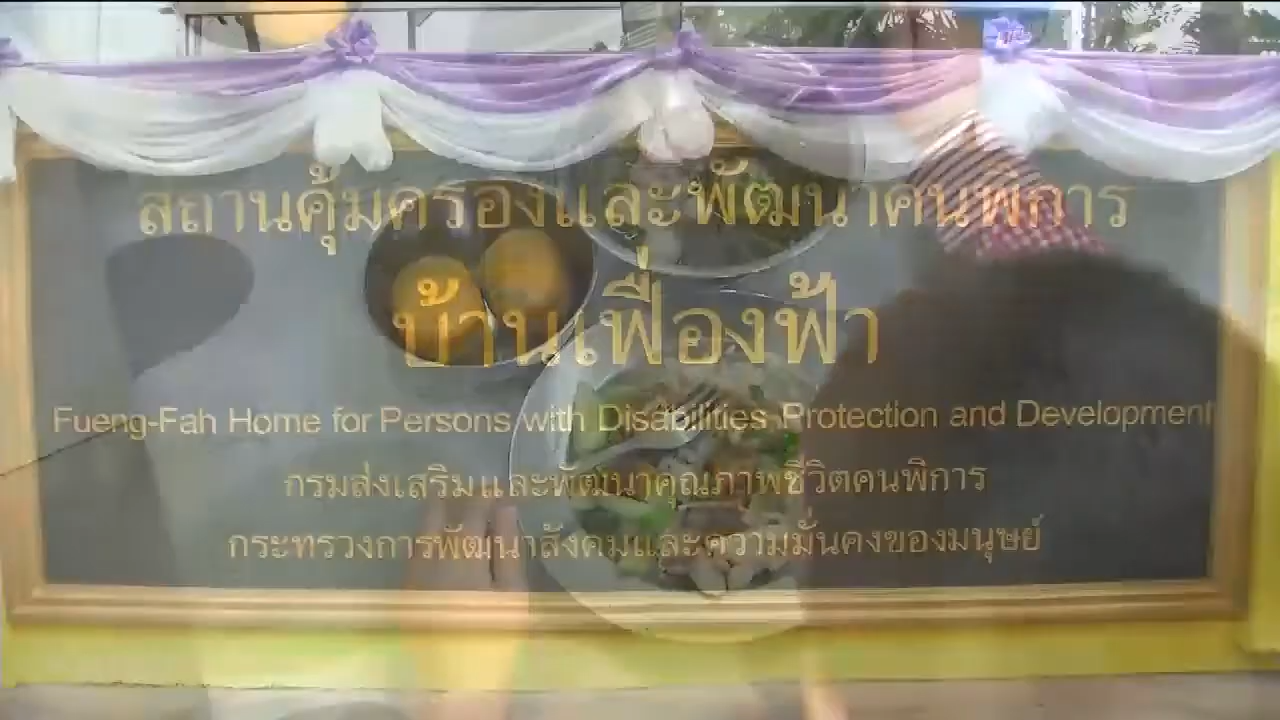 สถานคุ้มครองและพัฒนาคนพิการ
บ้านเฟื่องฟ้า
Fueng-Fah Home for Persons with Disabilities Protection and Development
กรมส่งเสริมและพัฒนาคุณภาพชีวิตคนพิการ
กระทรวงการพัฒนาสังคมและความมั่นคงของมนุษย์